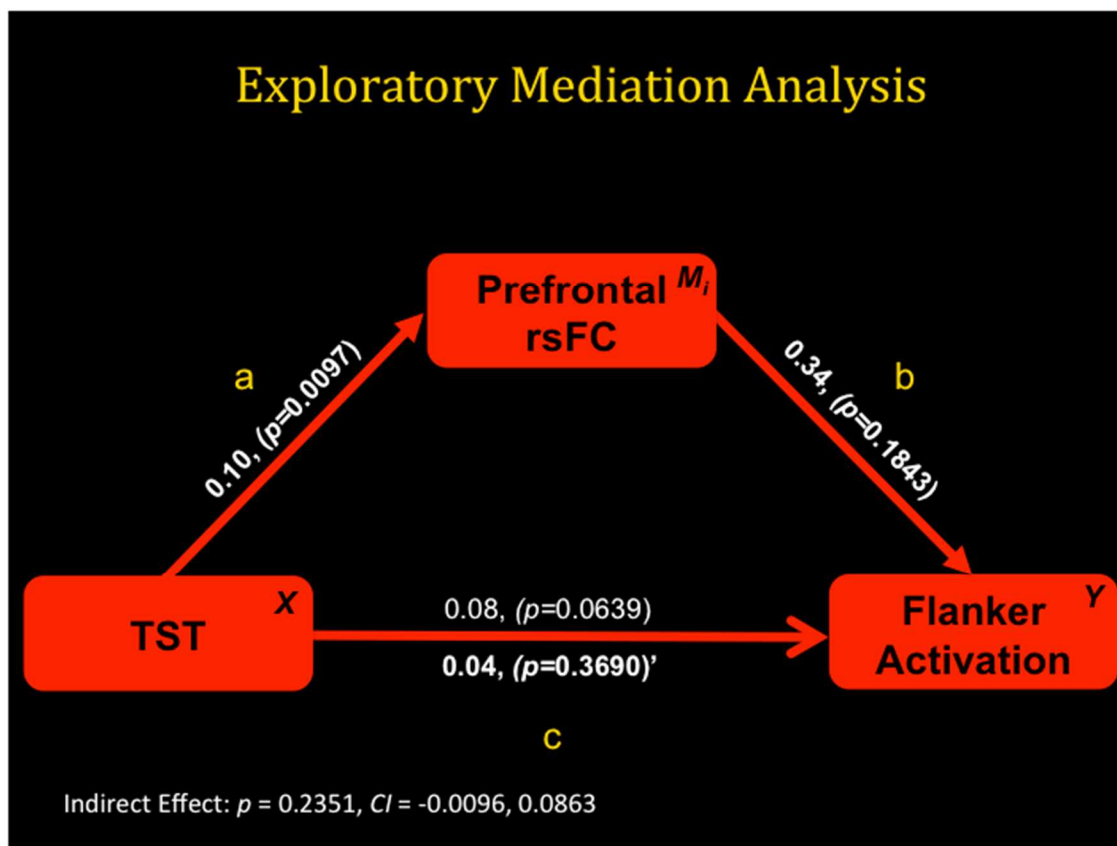 Exploratory Mediation Analysis
Prefrontal M_i
rsFC
a
0.10, (p=0.0097)
b
0.34, (p=0.1843)
TST X
0.08, (p=0.0639)
0.04, (p=0.3690)’
c
Flanker Y
Activation
Indirect Effect: p = 0.2351, CI = -0.0096, 0.0863